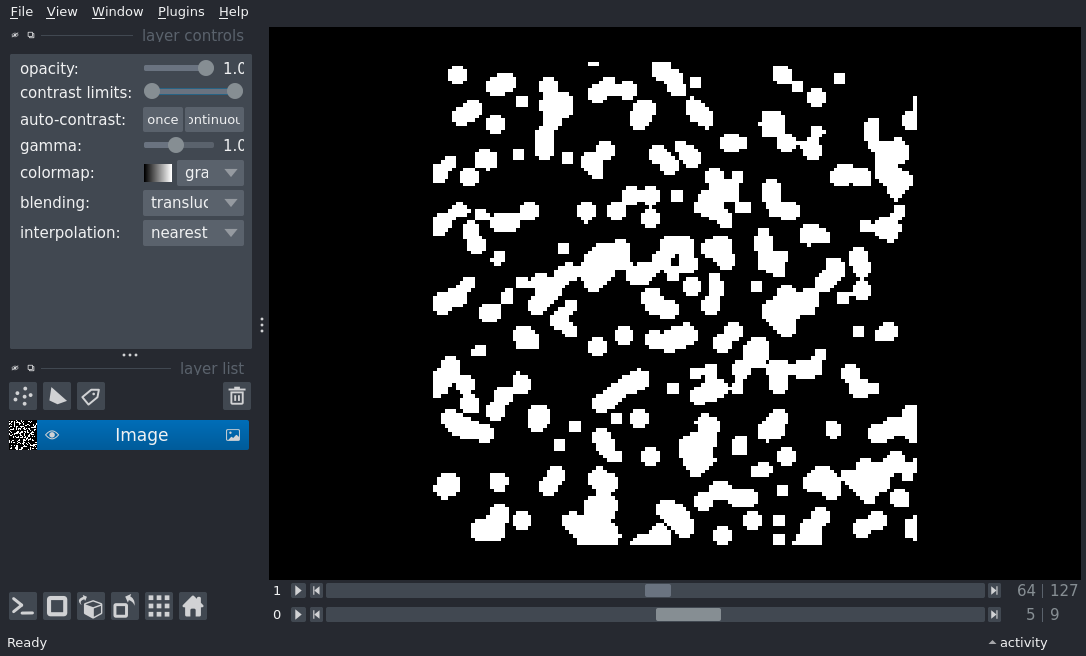 File View Window Plugins Help
layer controls
opacity: 1.0
contrast limits:
auto-contrast: once ontinuou
gamma: 1.0
colormap: gra
blending: transluc
interpolation: nearest
layer list
Image
1 64 | 127
0 5 | 9
Ready activity